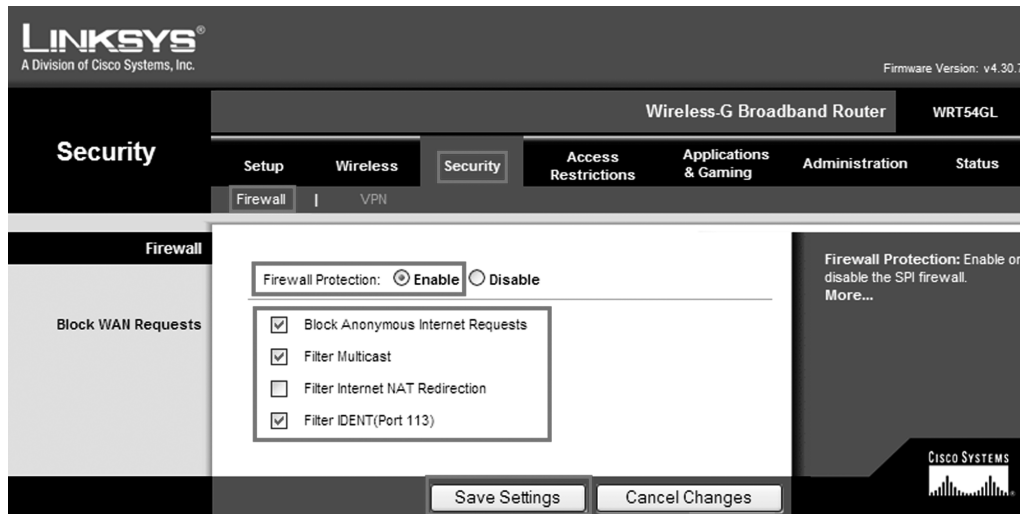 LINKSYS®
A Division of Cisco Systems, Inc.
Firmware Version: v4.30.7
Wireless-G Broadband Router WRT54GL
Security
Setup Wireless Security Access Restrictions Applications & Gaming Administration Status
Firewall | VPN
Firewall
Firewall Protection: Enable Disable
Block WAN Requests
Block Anonymous Internet Requests
Filter Multicast
Filter Internet NAT Redirection
Filter IDENT(Port 113)
Firewall Protection: Enable or
disable the SPI firewall.
More...
Save Settings Cancel Changes
CISCO SYSTEMS